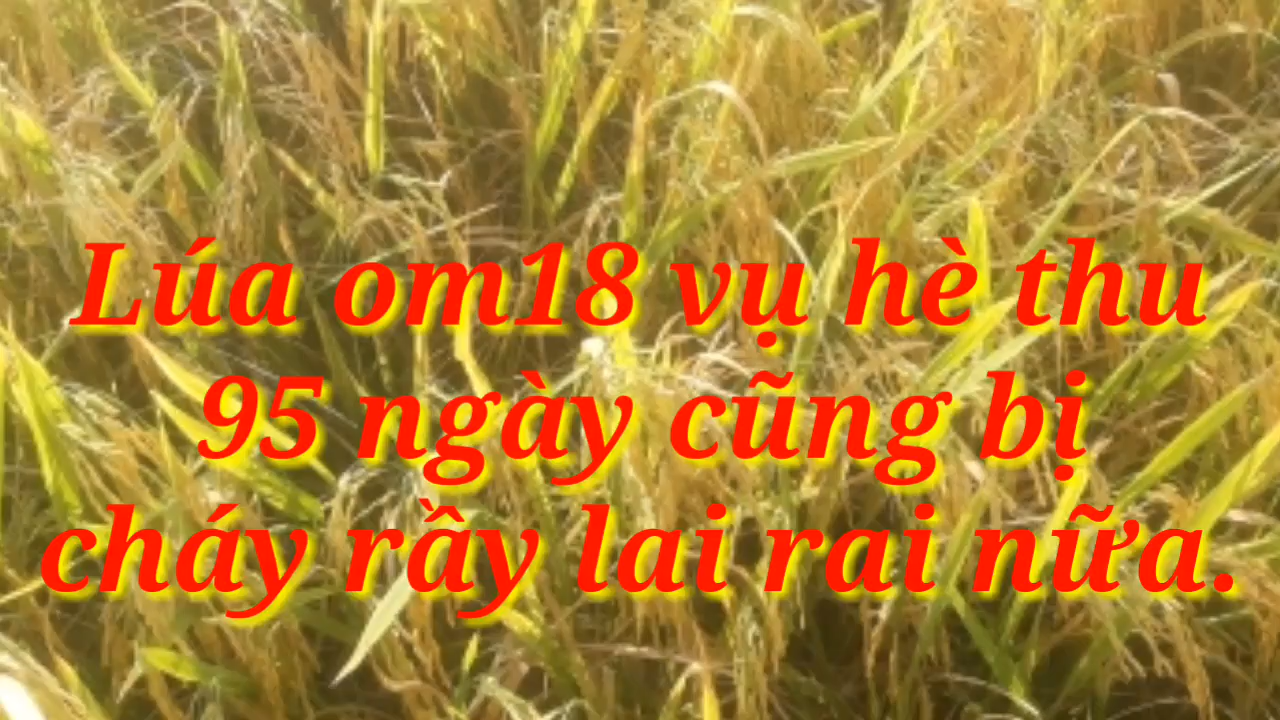 Lúa om18 vụ hè thu
95 ngày cũng bị
cháy rầy lai rai nữa.